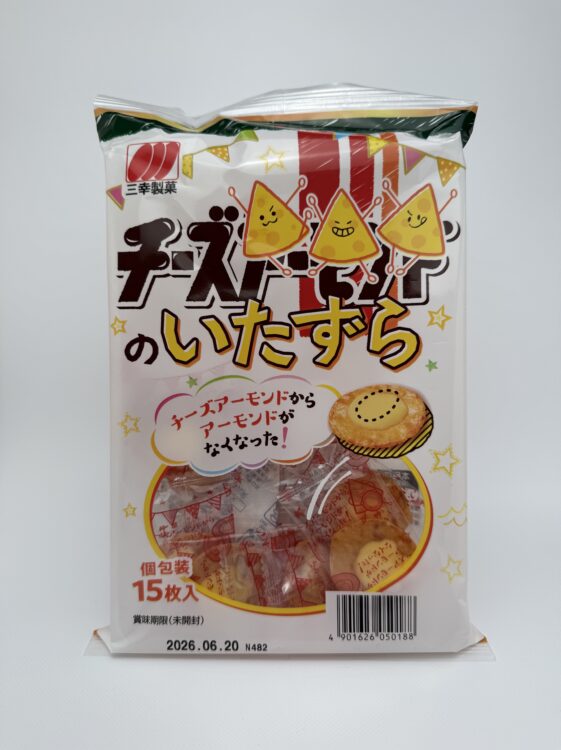 三幸製菓
チーズアーモンド
のいたずら
チーズアーモンドから
アーモンドが
なくなった!
個包装
15枚入
賞味期限(未開封)
2026.06.20 N482
4 901626 050188